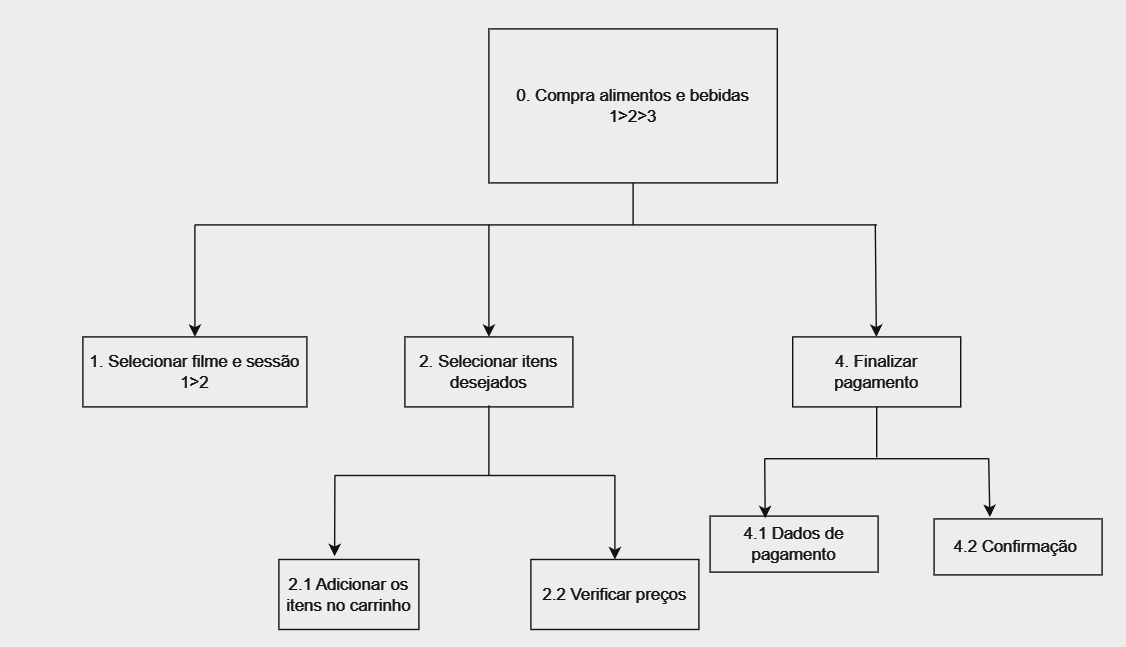 0. Compra alimentos e bebidas
1>2>3
1. Selecionar filme e sessão
1>2
2. Selecionar itens
desejados
4. Finalizar
pagamento
4.1 Dados de
pagamento
4.2 Confirmação
2.1 Adicionar os
itens no carrinho
2.2 Verificar preços